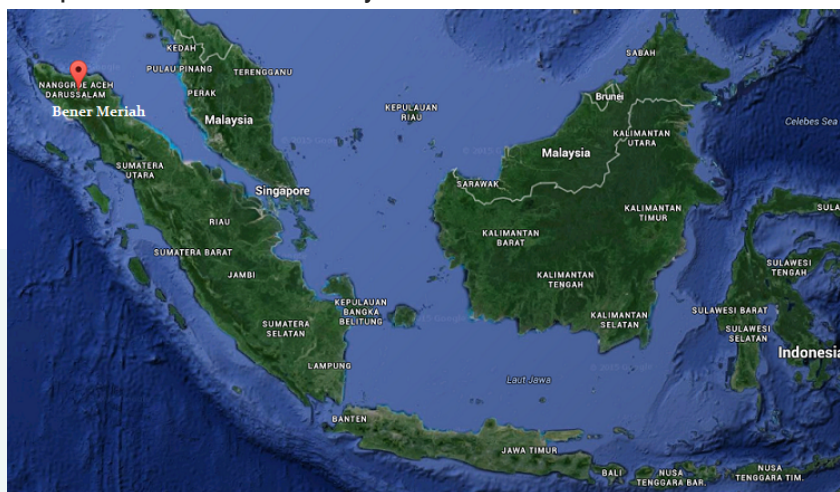 KEDAH
PULAU PINANG
TERENGGANU
PERAK
Malaysia
NANGGROE ACEH
DARUSSALAM
Bener Meriah
SUMATERA
UTARA
Singapore
RIAU
SUMATERA BARAT
JAMBI
KEPULAUAN
BANGKA
BELITUNG
SUMATERA
SELATAN
LAMPUNG
BANTEN
KEPULAUAN
RIAU
SABAH
Brunei
Malaysia
KALIMANTAN
UTARA
Celebes Sea
SARAWAK
KALIMANTAN
BARAT
KALIMANTAN
TIMUR
KALIMANTAN
TENGAH
KALIMANTAN
SELATAN
SULA
SULAWESI
TENGAH
SULAWESI BARAT
SULAWESI
SELATAN
Indonesia
Laut Jawa
JAWA TIMUR
BALI
NUSA
TENGGARA BAR.
NUSA
TENGGARA TIM.